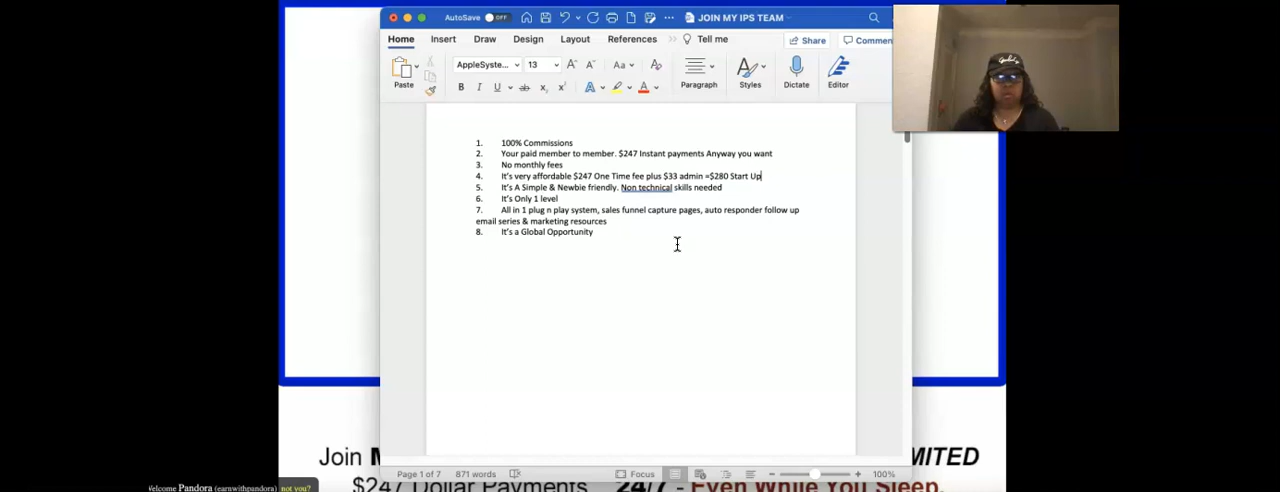 AutoSave OFF JOIN MY IPS TEAM
Home Insert Draw Design Layout References Tell me Share Commen
Paste AppleSyste... 13 Paragraph Styles Dictate Editor
1. 100% Commissions
2. Your paid member to member. $247 Instant payments Anyway you want
3. No monthly fees
4. It's very affordable $247 One Time fee plus $33 admin =$280 Start Up
5. It's A Simple & Newbie friendly. Non technical skills needed
6. It's Only 1 level
7. All in 1 plug n play system, sales funnel capture pages, auto responder follow up
email series & marketing resources
8. It's a Global Opportunity
Page 1 of 7 871 words Focus 100%
Join MITED
$247 Dollar Payments 24/7 - Even While You Sleep.
Welcome Pandora (earnwithpandora) not you?